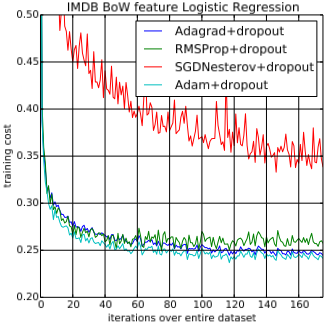 IMDB BoW feature Logistic Regression
0.50
0.45
0.40
0.35
0.30
0.25
0.20
training cost
Adagrad+dropout
RMSProp+dropout
SGDNesterov+dropout
Adam+dropout
0 20 40 60 80 100 120 140 160
iterations over entire dataset